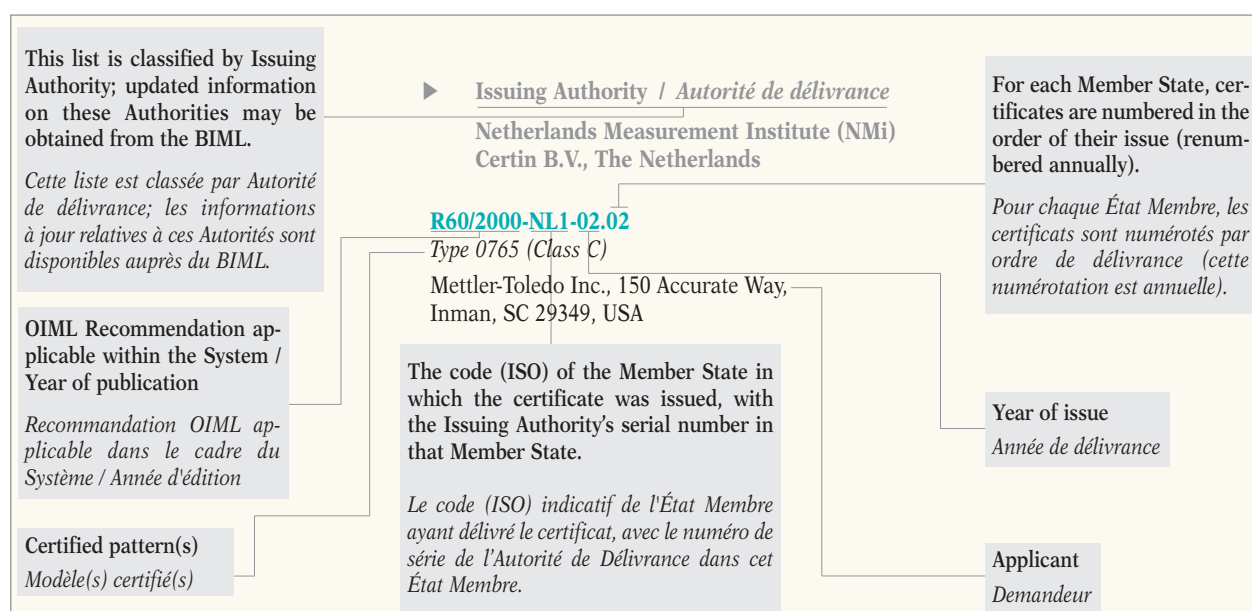 This list is classified by Issuing
Authority; updated information
on these Authorities may be
obtained from the BIML.
Cette liste est classée par Autorité
de délivrance; les informations
à jour relatives à ces Autorités sont
disponibles auprès du BIML.
OIML Recommendation ap-
plicable within the System /
Year of publication
Recommandation OIML ap-
plicable dans le cadre du
Système / Année d'édition
Certified pattern(s)
Modèle(s) certifié(s)
▶ Issuing Authority / Autorité de délivrance
Netherlands Measurement Institute (NMi)
Certin B.V., The Netherlands
R60/2000-NL1-02.02
Type 0765 (Class C)
Mettler-Toledo Inc., 150 Accurate Way,
Inman, SC 29349, USA
The code (ISO) of the Member State in
which the certificate was issued, with
the Issuing Authority's serial number in
that Member State.
Le code (ISO) indicatif de l'État Membre
ayant délivré le certificat, avec le numéro de
série de l'Autorité de Délivrance dans cet
État Membre.
For each Member State, cer-
tificates are numbered in the
order of their issue (renum-
bered annually).
Pour chaque État Membre, les
certificats sont numérotés par
ordre de délivrance (cette
numérotation est annuelle).
Year of issue
Année de délivrance
Applicant
Demandeur